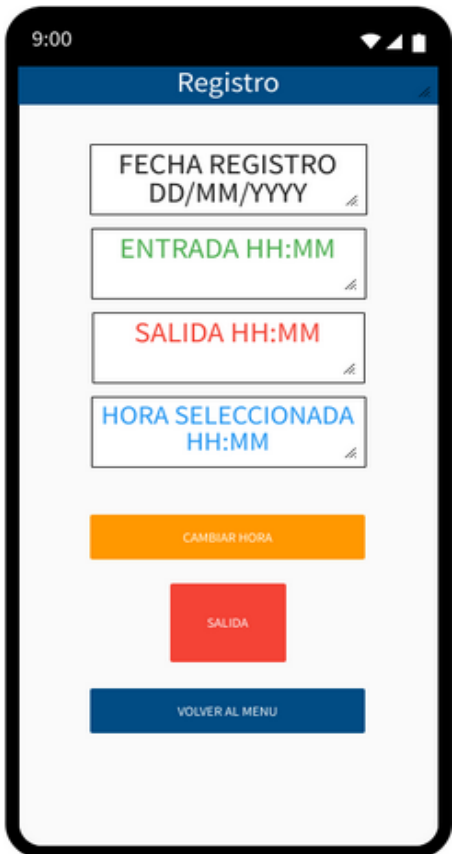 9:00
Registro
FECHA REGISTRO
DD/MM/YYYY
ENTRADA HH:MM
SALIDA HH:MM
HORA SELECCIONADA
HH:MM
CAMBIAR HORA
SALIDA
VOLVER AL MENU